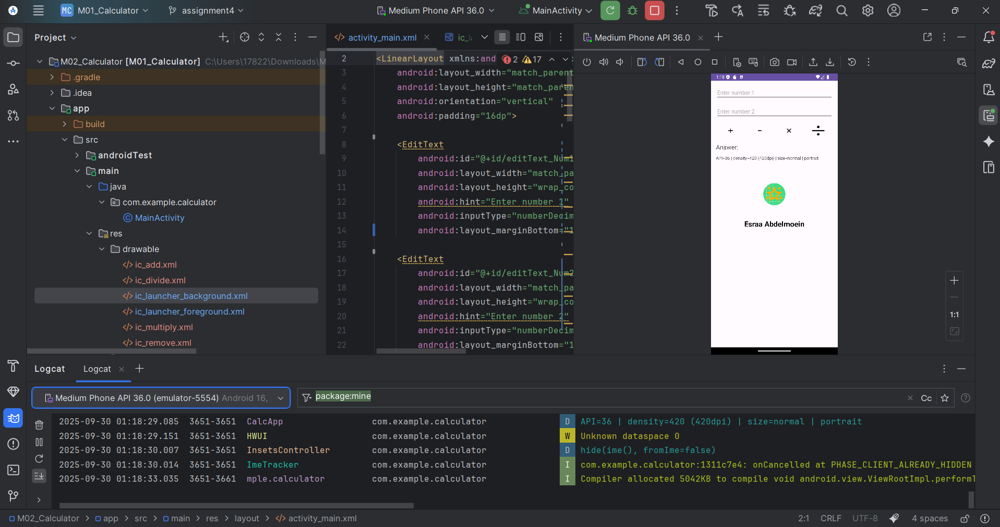 MC M01_Calculator assignment4 Medium Phone API 36.0 MainActivity
Project
M02_Calculator [M01_Calculator] C:\Users\17822\Downloads\M
.gradle
.idea
app
build
src
androidTest
main
java
com.example.calculator
MainActivity
res
drawable
ic_add.xml
ic_divide.xml
ic_launcher_background.xml
ic_launcher_foreground.xml
ic_multiply.xml
ic_remove.xml
activity_main.xml
2 17
2 <LinearLayout xmlns:and
3 android:layout_width="match_parent
4 android:layout_height="match_paren
5 android:orientation="vertical"
6 android:padding="16dp">
7
8 <EditText
9 android:id="@+id/editText_Num1
10 android:layout_width="match_pa
11 android:layout_height="wrap_co
12 android:hint="Enter number 1"
13 android:inputType="numberDecim
14 android:layout_marginBottom="1
15
16 <EditText
17 android:id="@+id/editText_Num2
18 android:layout_width="match_pa
19 android:layout_height="wrap_co
20 android:hint="Enter number 2"
21 android:inputType="numberDecim
22 android:layout_marginBottom="1
Medium Phone API 36.0
1:18
Enter number 1
Enter number 2
+ − × ÷
Answer:
API=36 | density=420 (420dpi) | size=normal | portrait
Esraa Abdelmoein
1:1
Logcat Logcat
Medium Phone API 36.0 (emulator-5554) Android 16, package:mine Cc
2025-09-30 01:18:29.085 3651-3651 CalcApp com.example.calculator D API=36 | density=420 (420dpi) | size=normal | portrait
2025-09-30 01:18:29.151 3651-3651 HWUI com.example.calculator W Unknown dataspace 0
2025-09-30 01:18:30.007 3651-3651 InsetsController com.example.calculator D hide(ime(), fromIme=false)
2025-09-30 01:18:30.014 3651-3651 ImeTracker com.example.calculator I com.example.calculator:1311c7e4: onCancelled at PHASE_CLIENT_ALREADY_HIDDEN
2025-09-30 01:18:33.035 3651-3661 mple.calculator com.example.calculator I Compiler allocated 5042KB to compile void android.view.ViewRootImpl.perform
M02_Calculator > app > src > main > res > layout > activity_main.xml
2:1 CRLF UTF-8 4 spaces